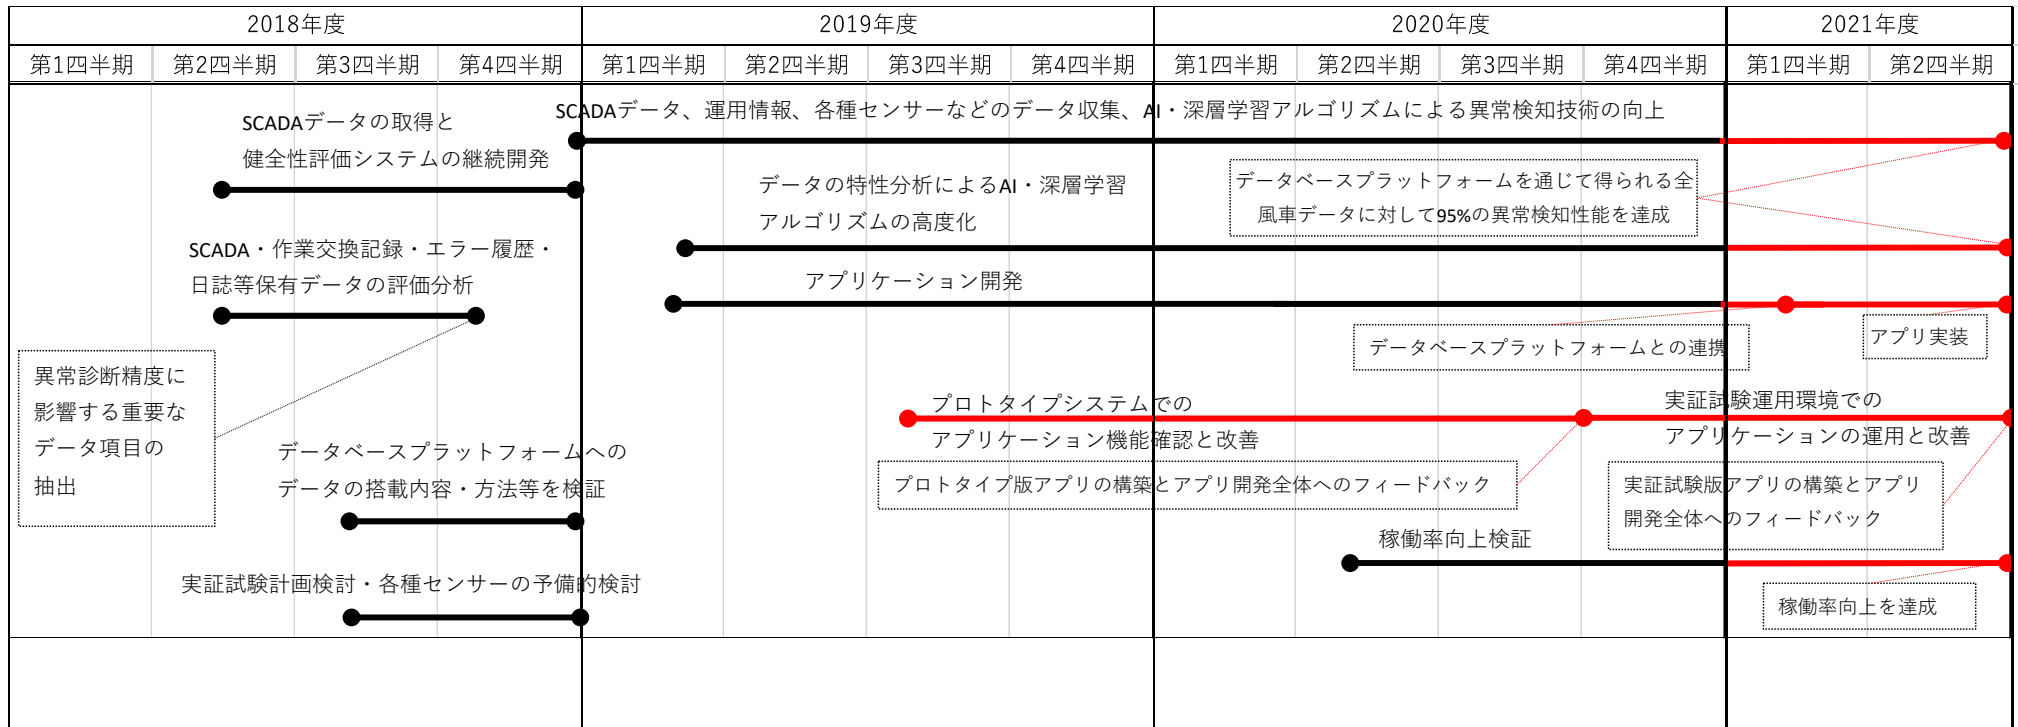 2018年度
2019年度
2020年度
2021年度
第1四半期
第2四半期
第3四半期
第4四半期
第1四半期
第2四半期
第3四半期
第4四半期
第1四半期
第2四半期
第3四半期
第4四半期
第1四半期
第2四半期
SCADAデータ、運用情報、各種センサーなどのデータ収集、AI・深層学習アルゴリズムによる異常検知技術の向上
SCADAデータの取得と
健全性評価システムの継続開発
データの特性分析によるAI・深層学習
アルゴリズムの高度化
データベースプラットフォームを通じて得られる全
風車データに対して95%の異常検知性能を達成
SCADA・作業交換記録・エラー履歴・
日誌等保有データの評価分析
アプリケーション開発
データベースプラットフォームとの連携
アプリ実装
異常診断精度に
影響する重要な
データ項目の
抽出
プロトタイプシステムでの
アプリケーション機能確認と改善
実証試験運用環境での
アプリケーションの運用と改善
データベースプラットフォームへの
データの搭載内容・方法等を検証
プロトタイプ版アプリの構築とアプリ開発全体へのフィードバック
実証試験版アプリの構築とアプリ
開発全体へのフィードバック
稼働率向上検証
実証試験計画検討・各種センサーの予備的検討
稼働率向上を達成